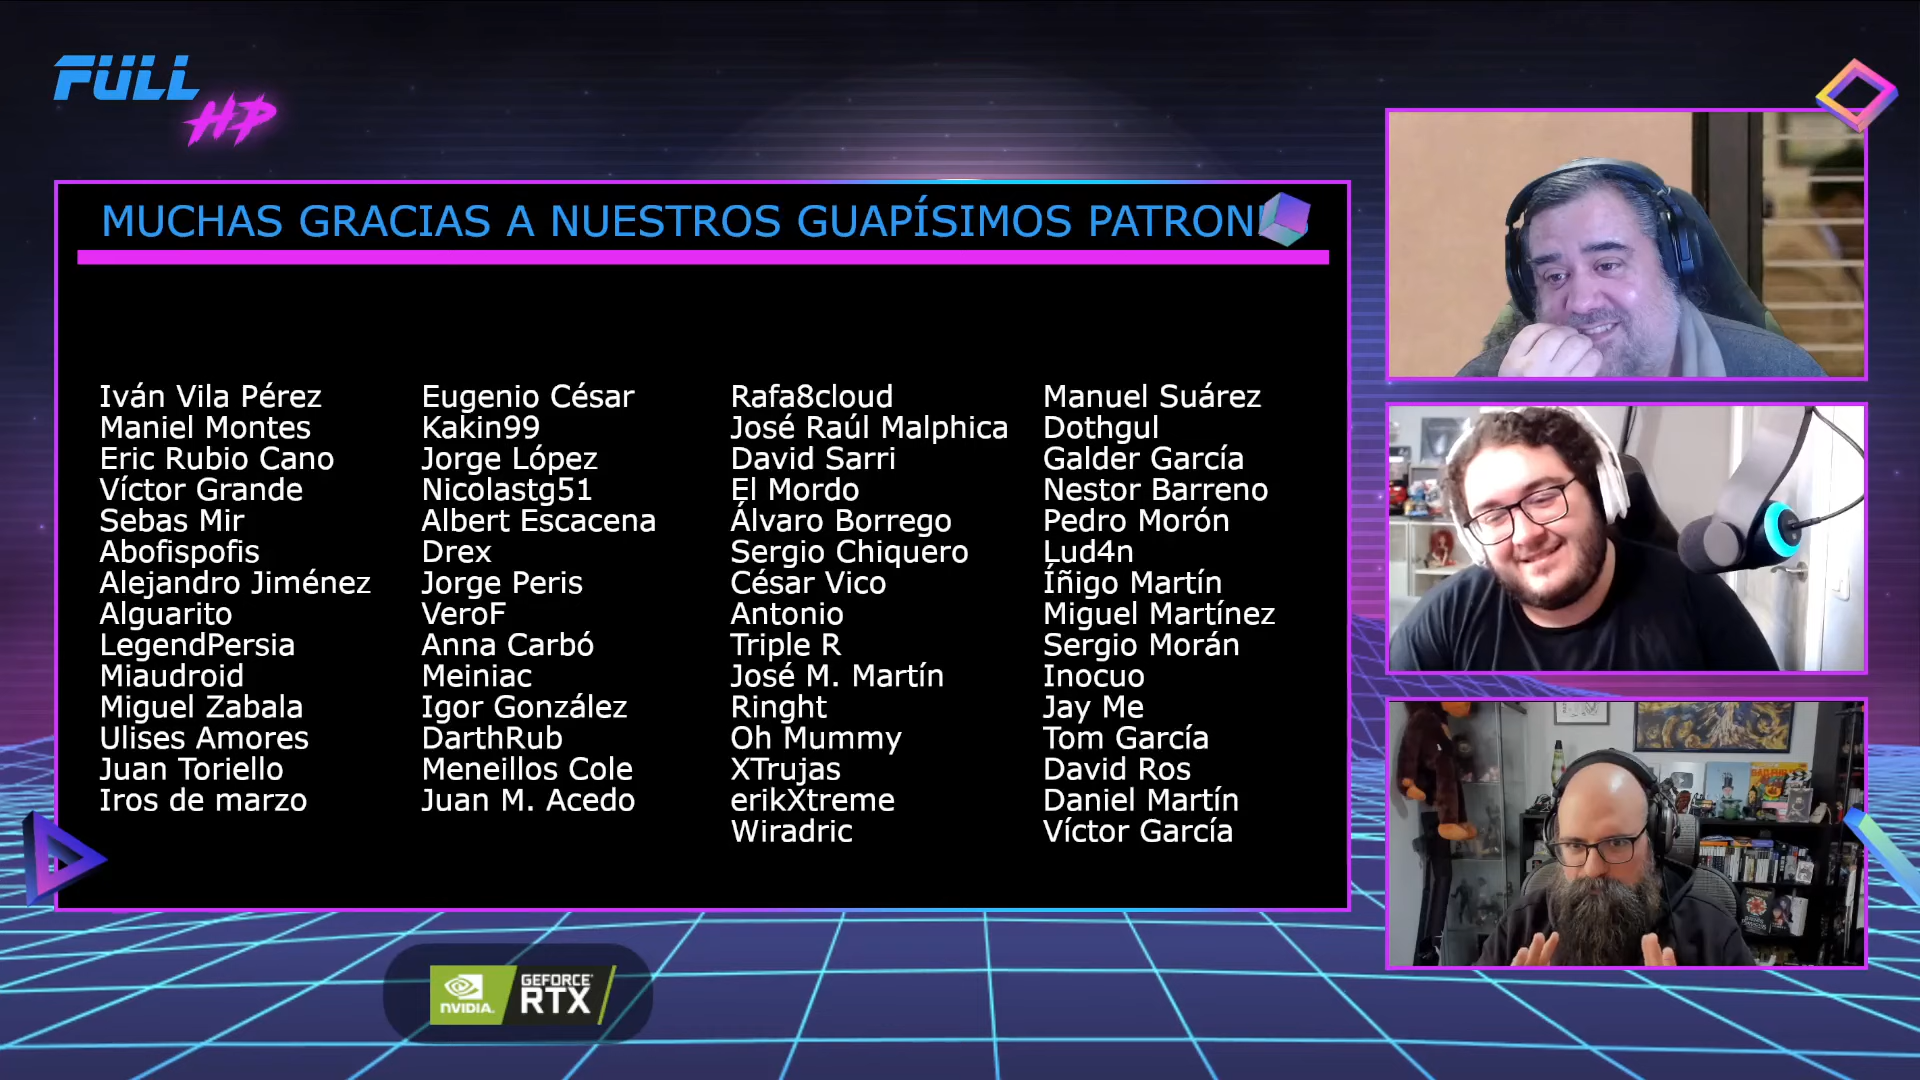 FULL
HP
MUCHAS GRACIAS A NUESTROS GUAPÍSIMOS PATRON
Iván Vila Pérez
Maniel Montes
Eric Rubio Cano
Víctor Grande
Sebas Mir
Abofispofis
Alejandro Jiménez
Alguarito
LegendPersia
Miaudroid
Miguel Zabala
Ulises Amores
Juan Toriello
Iros de marzo
Eugenio César
Kakin99
Jorge López
Nicolastg51
Albert Escacena
Drex
Jorge Peris
VeroF
Anna Carbó
Meiniac
Igor González
DarthRub
Meneillos Cole
Juan M. Acedo
Rafa8cloud
José Raúl Malphica
David Sarri
El Mordo
Álvaro Borrego
Sergio Chiquero
César Vico
Antonio
Triple R
José M. Martín
Ringht
Oh Mummy
XTrujas
erikXtreme
Wiradric
Manuel Suárez
Dothgul
Galder García
Nestor Barreno
Pedro Morón
Lud4n
Íñigo Martín
Miguel Martínez
Sergio Morán
Inocuo
Jay Me
Tom García
David Ros
Daniel Martín
Víctor García
NVIDIA.
GEFORCE
RTX